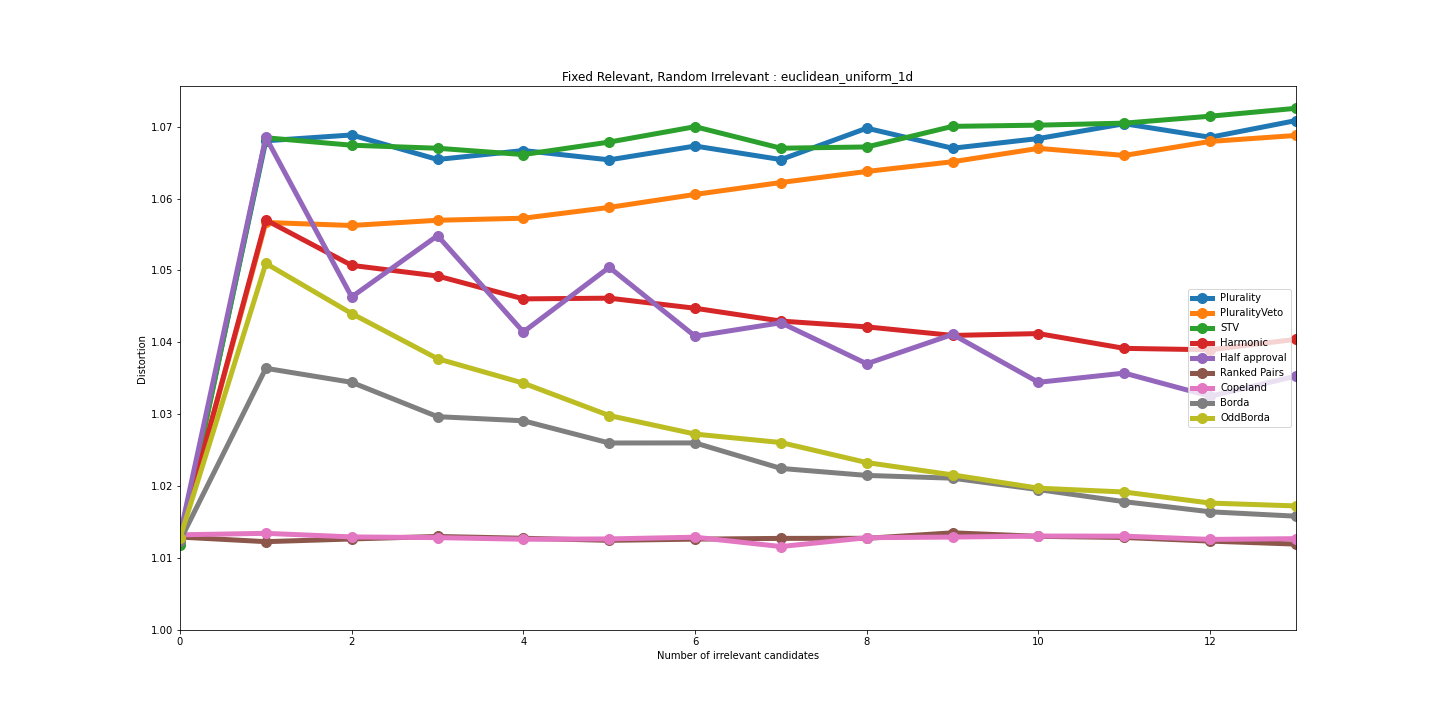 Fixed Relevant, Random Irrelevant : euclidean_uniform_1d
1.07
1.06
1.05
1.04
1.03
1.02
1.01
1.00
Distortion
Plurality
PluralityVeto
STV
Harmonic
Half approval
Ranked Pairs
Copeland
Borda
OddBorda
0 2 4 6 8 10 12
Number of irrelevant candidates